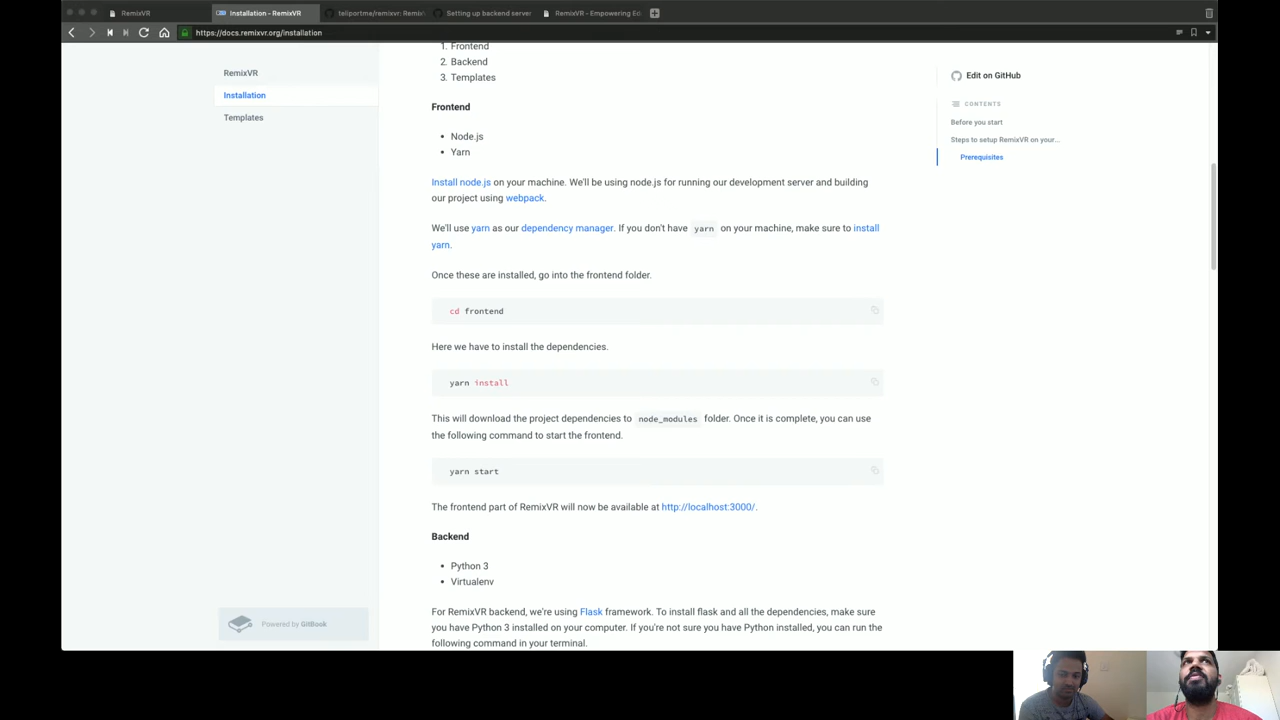 RemixVR
Installation - RemixVR
teliportme/remixvr: Remix
Setting up backend server
RemixVR - Empowering Ed
https://docs.remixvr.org/installation
RemixVR
Installation
Templates
1. Frontend
2. Backend
3. Templates
Frontend
• Node.js
• Yarn
Install node.js on your machine. We'll be using node.js for running our development server and building
our project using webpack.
We'll use yarn as our dependency manager. If you don't have yarn on your machine, make sure to install
yarn.
Once these are installed, go into the frontend folder.
cd frontend
Here we have to install the dependencies.
yarn install
This will download the project dependencies to node_modules folder. Once it is complete, you can use
the following command to start the frontend.
yarn start
The frontend part of RemixVR will now be available at http://localhost:3000/.
Backend
• Python 3
• Virtualenv
For RemixVR backend, we're using Flask framework. To install flask and all the dependencies, make sure
you have Python 3 installed on your computer. If you're not sure you have Python installed, you can run the
following command in your terminal.
Edit on GitHub
CONTENTS
Before you start
Steps to setup RemixVR on your...
Prerequisites
Powered by GitBook